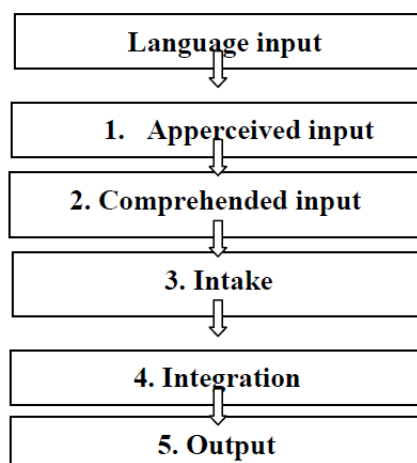 Language input
1. Apperceived input
2. Comprehended input
3. Intake
4. Integration
5. Output